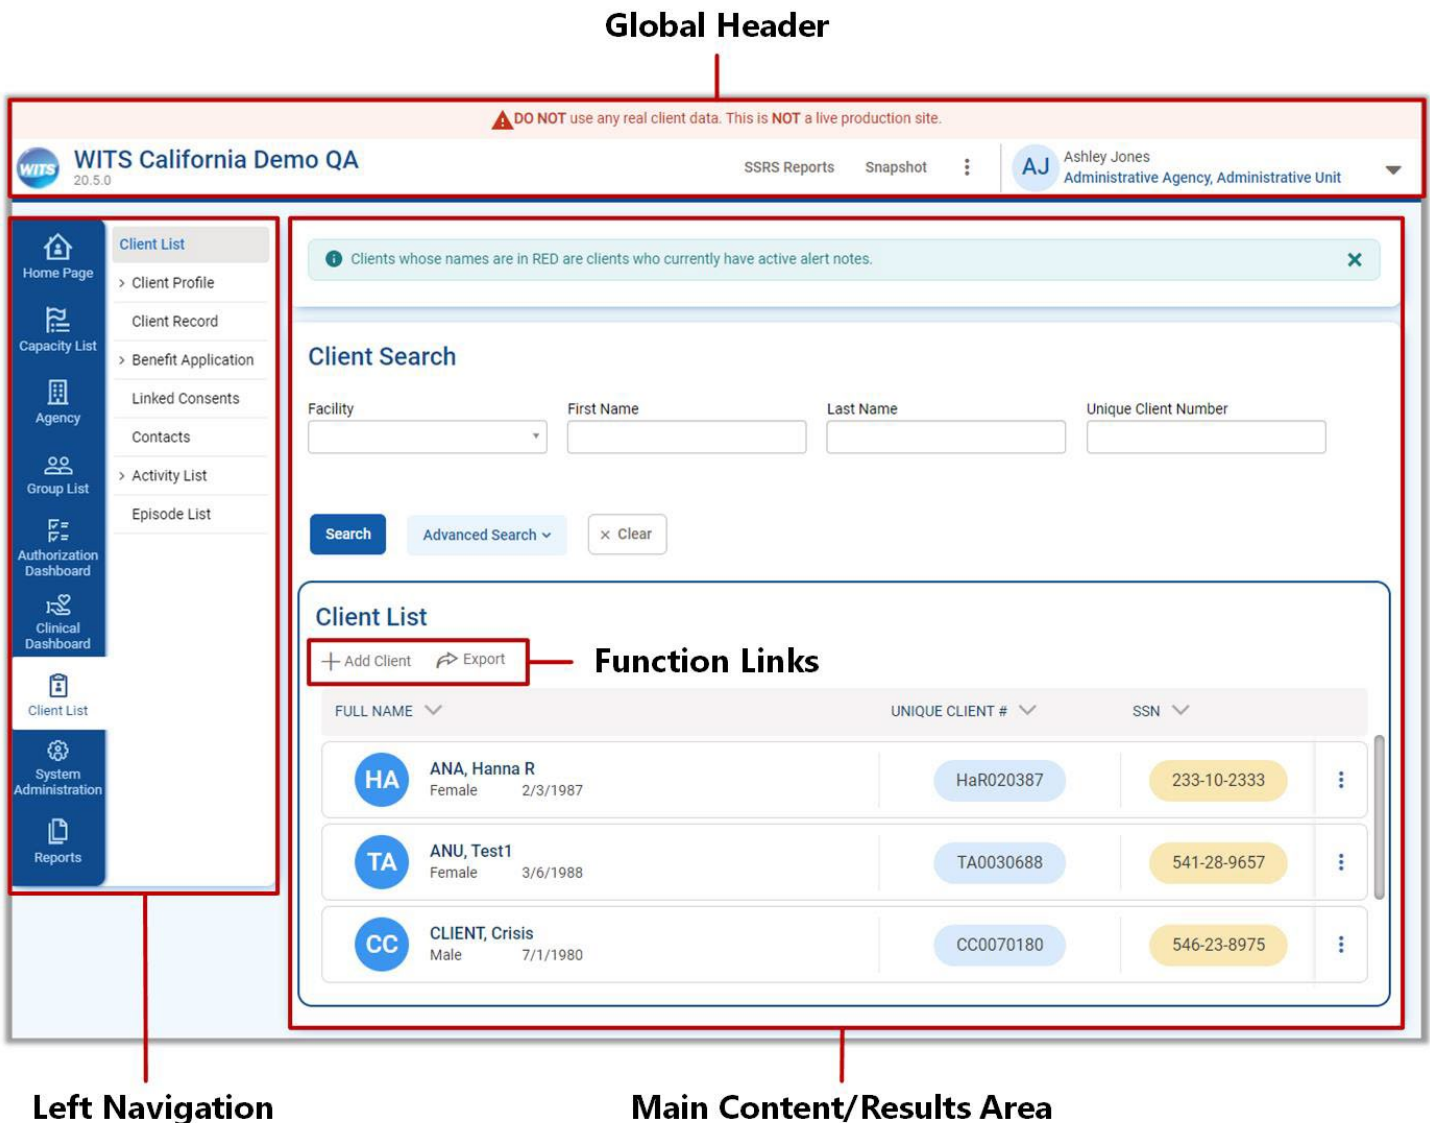 Global Header
DO NOT use any real client data. This is NOT a live production site.
WITS
WITS California Demo QA
20.5.0
SSRS Reports
Snapshot
AJ
Ashley Jones
Administrative Agency, Administrative Unit
Home Page
Capacity List
Agency
Group List
Authorization
Dashboard
Clinical
Dashboard
Client List
System
Administration
Reports
Client List
Client Profile
Client Record
Benefit Application
Linked Consents
Contacts
Activity List
Episode List
Clients whose names are in RED are clients who currently have active alert notes.
Client Search
Facility
First Name
Last Name
Unique Client Number
Search
Advanced Search
× Clear
Client List
+ Add Client
Export
Function Links
FULL NAME
UNIQUE CLIENT #
SSN
HA
ANA, Hanna R
Female 2/3/1987
HaR020387
233-10-2333
TA
ANU, Test1
Female 3/6/1988
TA0030688
541-28-9657
CC
CLIENT, Crisis
Male 7/1/1980
CC0070180
546-23-8975
Left Navigation
Main Content/Results Area